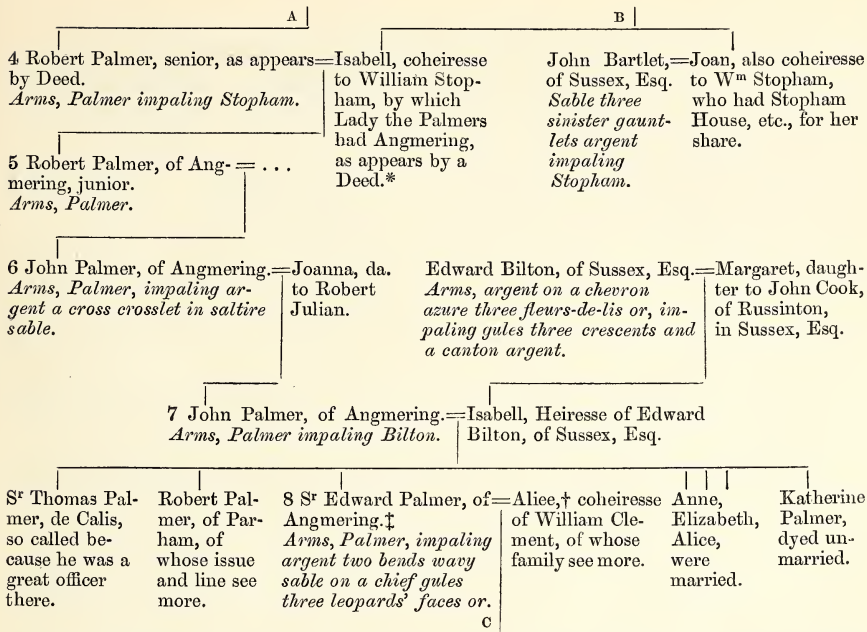 A
B
4 Robert Palmer, senior, as appears=
by Deed.
Arms, Palmer impaling Stopham.
Isabell, coheiresse
to William Stop-
ham, by which
Lady the Palmers
had Angmering,
as appears by a
Deed.*
John Bartlet,=
of Sussex, Esq.
Sable three
sinister gaunt-
lets argent
impaling
Stopham.
Joan, also coheiresse
to Wm Stopham,
who had Stopham
House, etc., for her
share.
5 Robert Palmer, of Ang-= ...
mering, junior.
Arms, Palmer.
6 John Palmer, of Angmering.=
Arms, Palmer, impaling ar-
gent a cross crosslet in saltire
sable.
Joanna, da.
to Robert
Julian.
Edward Bilton, of Sussex, Esq.=
Arms, argent on a chevron
azure three fleurs-de-lis or, im-
paling gules three crescents and
a canton argent.
Margaret, daugh-
ter to John Cook,
of Russinton,
in Sussex, Esq.
7 John Palmer, of Angmering.=
Arms, Palmer impaling Bilton.
Isabell, Heiresse of Edward
Bilton, of Sussex, Esq.
Sr Thomas Pal-
mer, de Calis,
so called be-
cause he was a
great officer
there.
Robert Pal-
mer, of Par-
ham, of
whose issue
and line see
more.
8 Sr Edward Palmer, of=
Angmering.‡
Arms, Palmer, impaling
argent two bends wavy
sable on a chief gules
three leopards' faces or.
Alice,† coheiresse
of William Cle-
ment, of whose
family see more.
Anne,
Elizabeth,
Alice,
were
married.
Katherine
Palmer,
dyed un-
married.
C